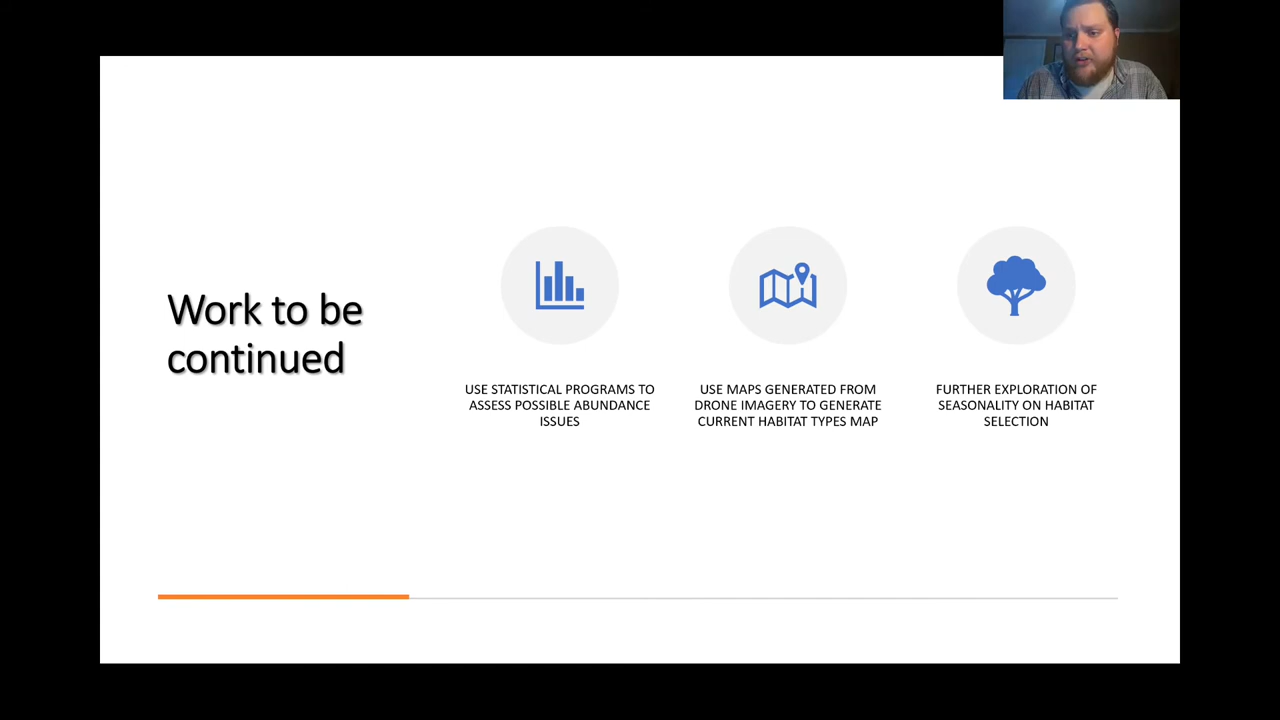 Work to be
continued
USE STATISTICAL PROGRAMS TO
ASSESS POSSIBLE ABUNDANCE
ISSUES
USE MAPS GENERATED FROM
DRONE IMAGERY TO GENERATE
CURRENT HABITAT TYPES MAP
FURTHER EXPLORATION OF
SEASONALITY ON HABITAT
SELECTION